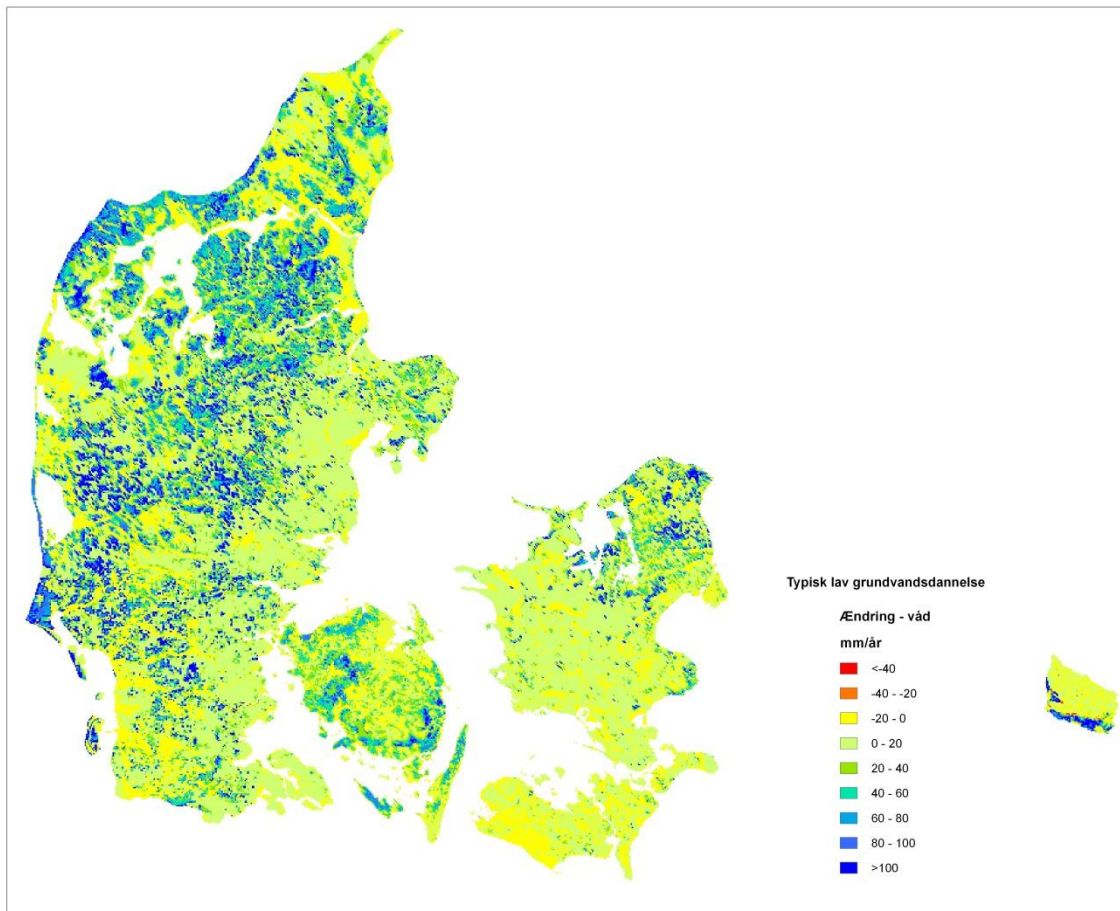 Typisk lav grundvandsdannelse
Ændring - våd
mm/år
<-40
-40 - -20
-20 - 0
0 - 20
20 - 40
40 - 60
60 - 80
80 - 100
>100